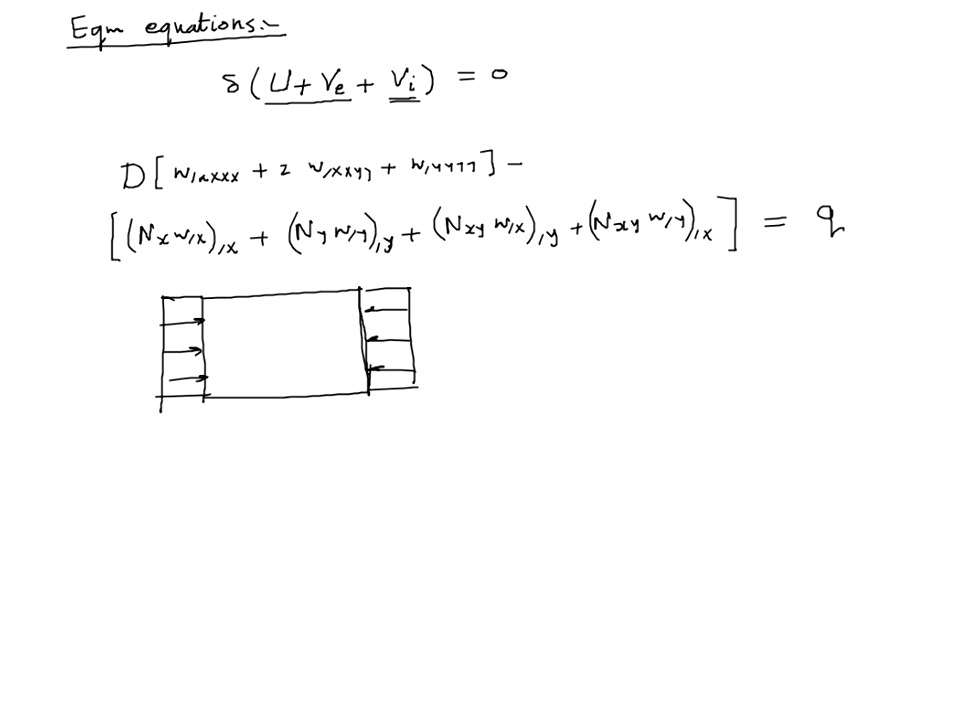 Eqm equations:-
δ (U + Ve + Vi) = 0
D [ w,xxxx + 2 w,xxyy + w,yyyy ] -
[ (Nx w,x),x + (Ny w,y),y + (Nxy w,x),y + (Nxy w,y),x ] = q